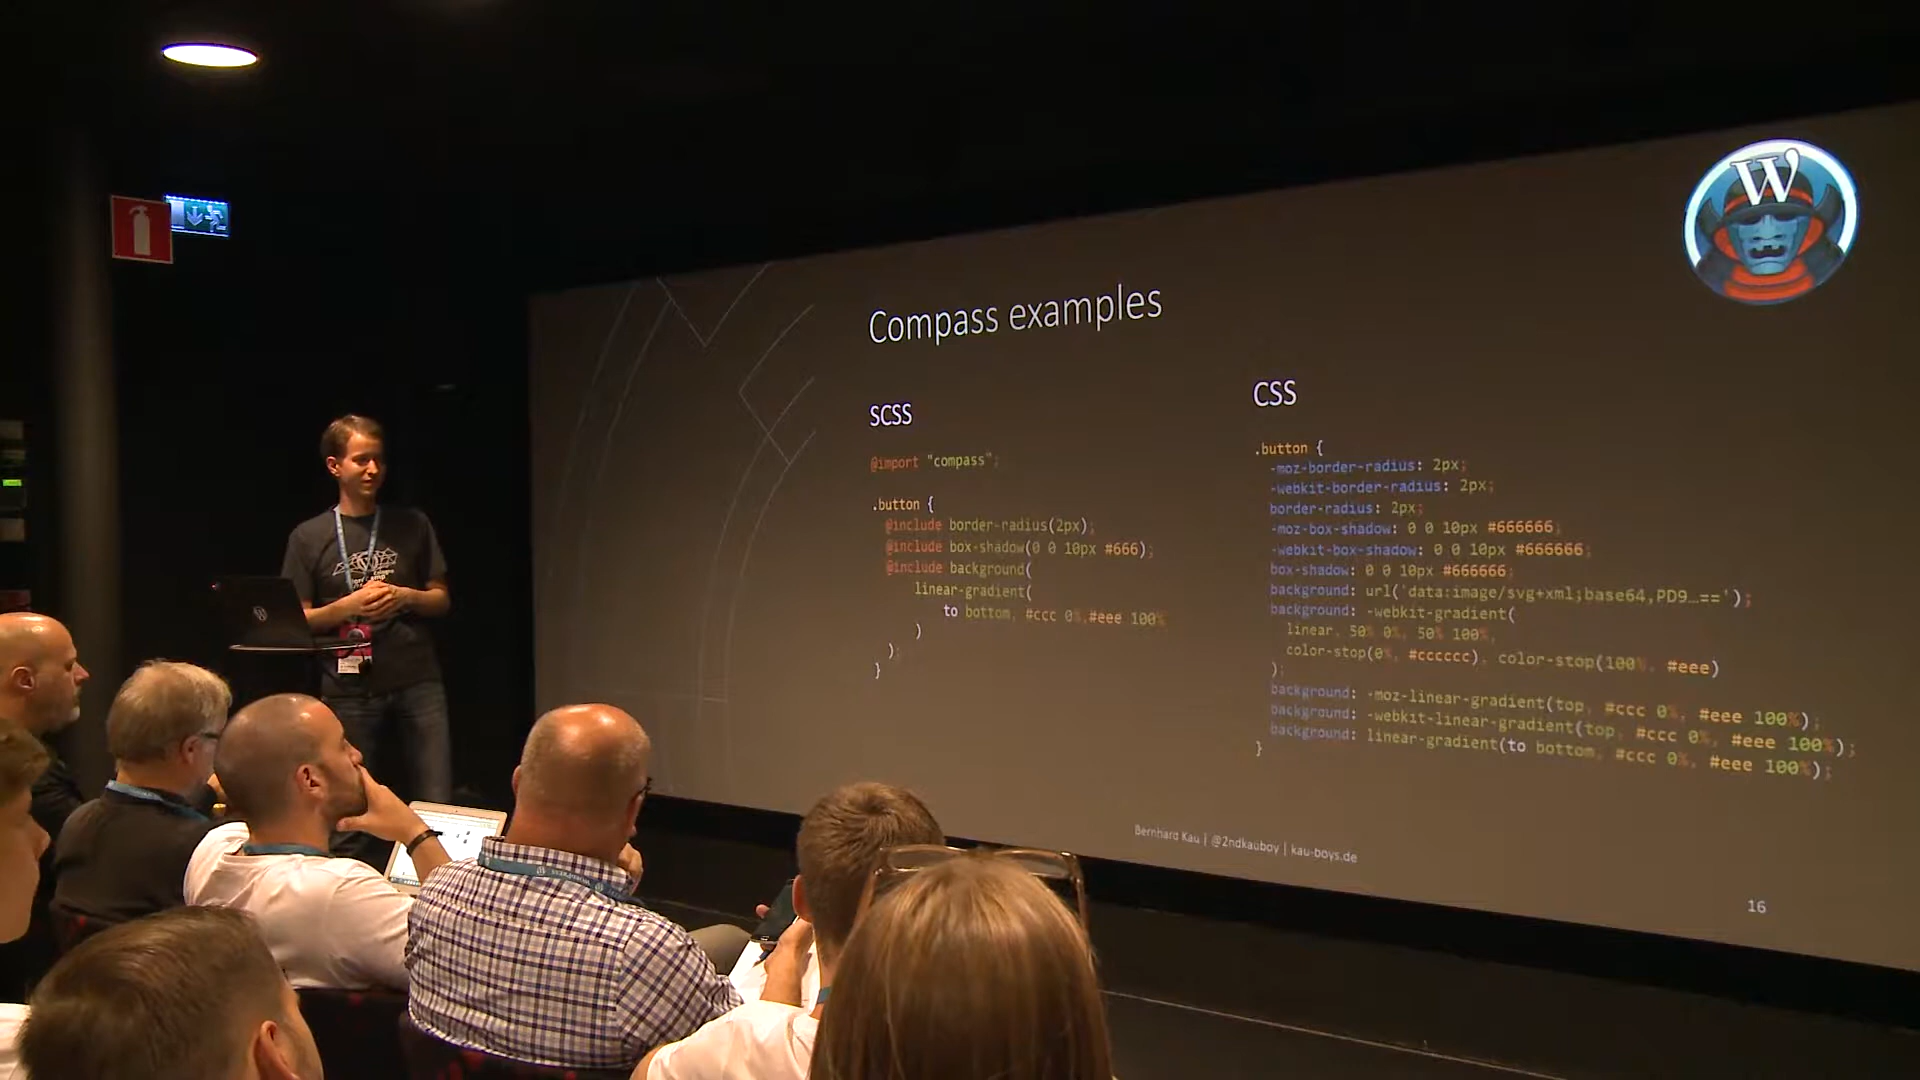 W
Compass examples
SCSS
@import "compass";
.button {
@include border-radius(2px);
@include box-shadow(0 0 10px #666);
@include background(
linear-gradient(
to bottom, #ccc 0%,#eee 100%
)
);
}
CSS
.button {
-moz-border-radius: 2px;
-webkit-border-radius: 2px;
border-radius: 2px;
-moz-box-shadow: 0 0 10px #666666;
-webkit-box-shadow: 0 0 10px #666666;
box-shadow: 0 0 10px #666666;
background: url('data:image/svg+xml;base64,PD9…==');
background: -webkit-gradient(
linear, 50% 0%, 50% 100%,
color-stop(0%, #cccccc), color-stop(100%, #eee)
);
background: -moz-linear-gradient(top, #ccc 0%, #eee 100%);
background: -webkit-linear-gradient(top, #ccc 0%, #eee 100%);
background: linear-gradient(to bottom, #ccc 0%, #eee 100%);
}
Bernhard Kau | @2ndkauboy | kau-boys.de
16